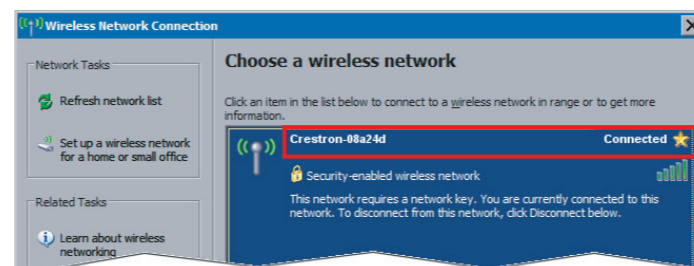 Wireless Network Connection
Network Tasks
Refresh network list
Set up a wireless network
for a home or small office
Related Tasks
Learn about wireless
networking
Choose a wireless network
Click an item in the list below to connect to a wireless network in range or to get more
information.
Crestron-08a24d Connected
Security-enabled wireless network
This network requires a network key. You are currently connected to this
network. To disconnect from this network, click Disconnect below.